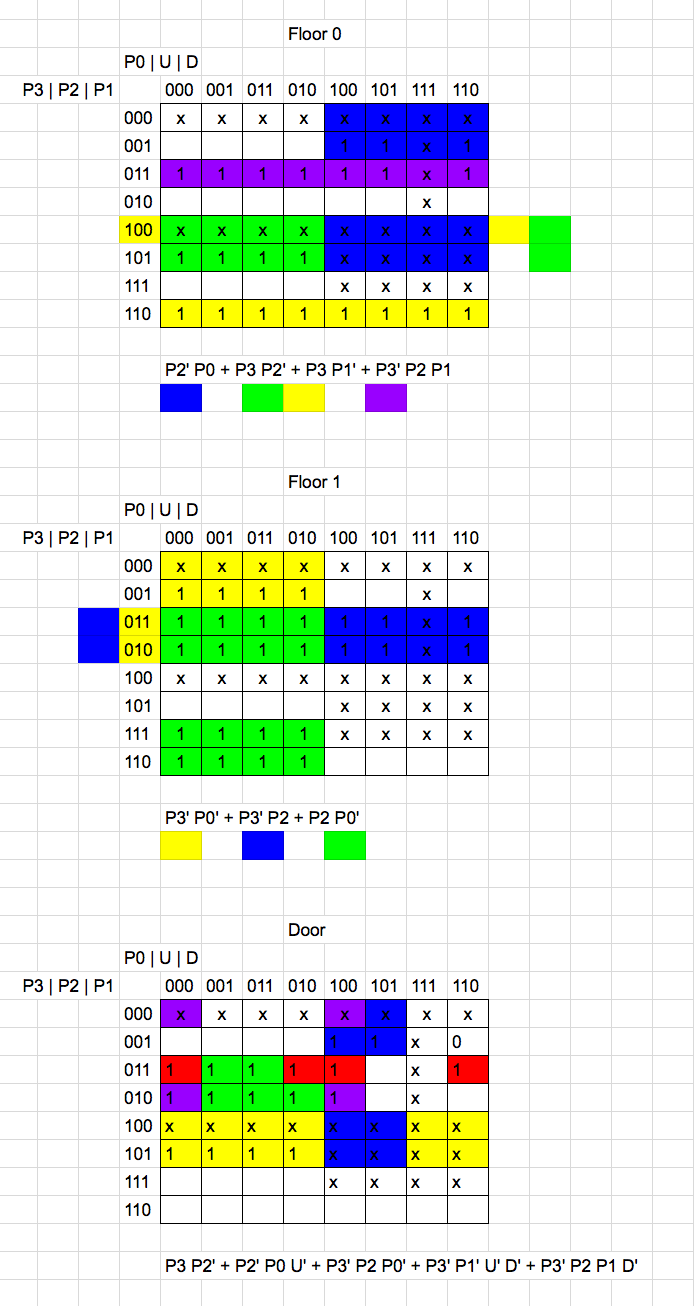 Floor 0
P0 | U | D
P3 | P2 | P1 000 001 011 010 100 101 111 110
000 x x x x x x x x
001 1 1 x 1
011 1 1 1 1 1 1 x 1
010 x
100 x x x x x x x x
101 1 1 1 1 x x x x
111 x x x x
110 1 1 1 1 1 1 1 1
P2' P0 + P3 P2' + P3 P1' + P3' P2 P1
Floor 1
P0 | U | D
P3 | P2 | P1 000 001 011 010 100 101 111 110
000 x x x x x x x x
001 1 1 1 1 x
011 1 1 1 1 1 1 x 1
010 1 1 1 1 1 1 x 1
100 x x x x x x x x
101 x x x x
111 1 1 1 1 x x x x
110 1 1 1 1
P3' P0' + P3' P2 + P2 P0'
Door
P0 | U | D
P3 | P2 | P1 000 001 011 010 100 101 111 110
000 x x x x x x x x
001 1 1 x 0
011 1 1 1 1 1 x 1
010 1 1 1 1 1 x
100 x x x x x x x x
101 1 1 1 1 x x x x
111 x x x x
110
P3 P2' + P2' P0 U' + P3' P2 P0' + P3' P1' U' D' + P3' P2 P1 D'